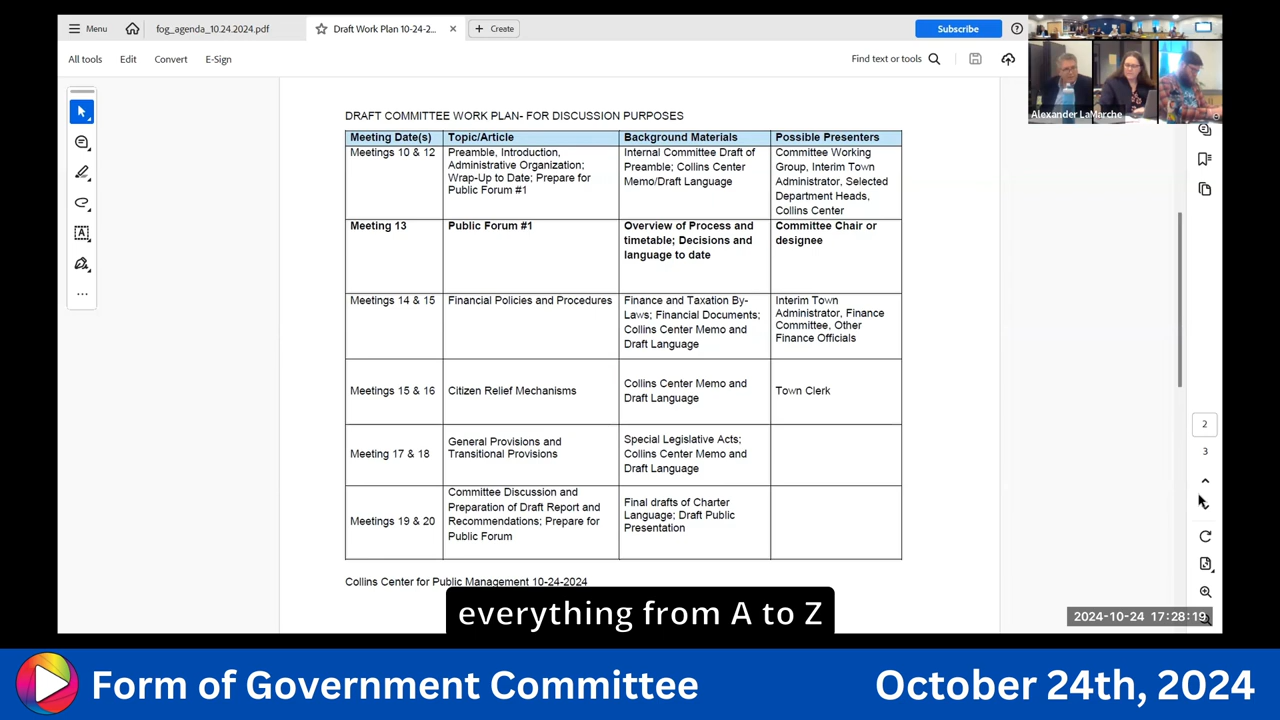 Menu
fog_agenda_10.24.2024.pdf
Draft Work Plan 10-24-2...
Create
Subscribe
All tools
Edit
Convert
E-Sign
Find text or tools
Alexander LaMarche
DRAFT COMMITTEE WORK PLAN- FOR DISCUSSION PURPOSES
Meeting Date(s) Topic/Article Background Materials Possible Presenters
Meetings 10 & 12
Preamble, Introduction,
Administrative Organization;
Wrap-Up to Date; Prepare for
Public Forum #1
Internal Committee Draft of
Preamble; Collins Center
Memo/Draft Language
Committee Working
Group, Interim Town
Administrator, Selected
Department Heads,
Collins Center
Meeting 13
Public Forum #1
Overview of Process and
timetable; Decisions and
language to date
Committee Chair or
designee
Meetings 14 & 15
Financial Policies and Procedures
Finance and Taxation By-
Laws; Financial Documents;
Collins Center Memo and
Draft Language
Interim Town
Administrator, Finance
Committee, Other
Finance Officials
Meetings 15 & 16
Citizen Relief Mechanisms
Collins Center Memo and
Draft Language
Town Clerk
Meeting 17 & 18
General Provisions and
Transitional Provisions
Special Legislative Acts;
Collins Center Memo and
Draft Language
Meetings 19 & 20
Committee Discussion and
Preparation of Draft Report and
Recommendations; Prepare for
Public Forum
Final drafts of Charter
Language; Draft Public
Presentation
Collins Center for Public Management 10-24-2024
2
3
everything from A to Z
2024-10-24 17:28:19
Form of Government Committee
October 24th, 2024